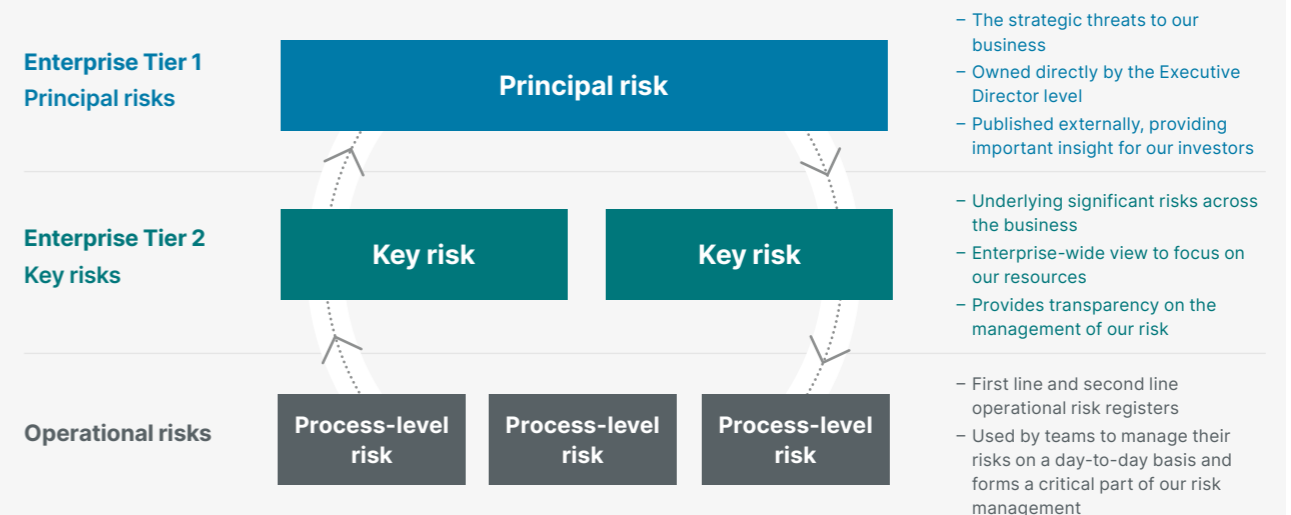 Enterprise Tier 1
Principal risks
Principal risk
– The strategic threats to our
business
– Owned directly by the Executive
Director level
– Published externally, providing
important insight for our investors
Enterprise Tier 2
Key risks
Key risk
Key risk
– Underlying significant risks across
the business
– Enterprise-wide view to focus on
our resources
– Provides transparency on the
management of our risk
Operational risks
Process-level
risk
Process-level
risk
Process-level
risk
– First line and second line
operational risk registers
– Used by teams to manage their
risks on a day-to-day basis and
forms a critical part of our risk
management